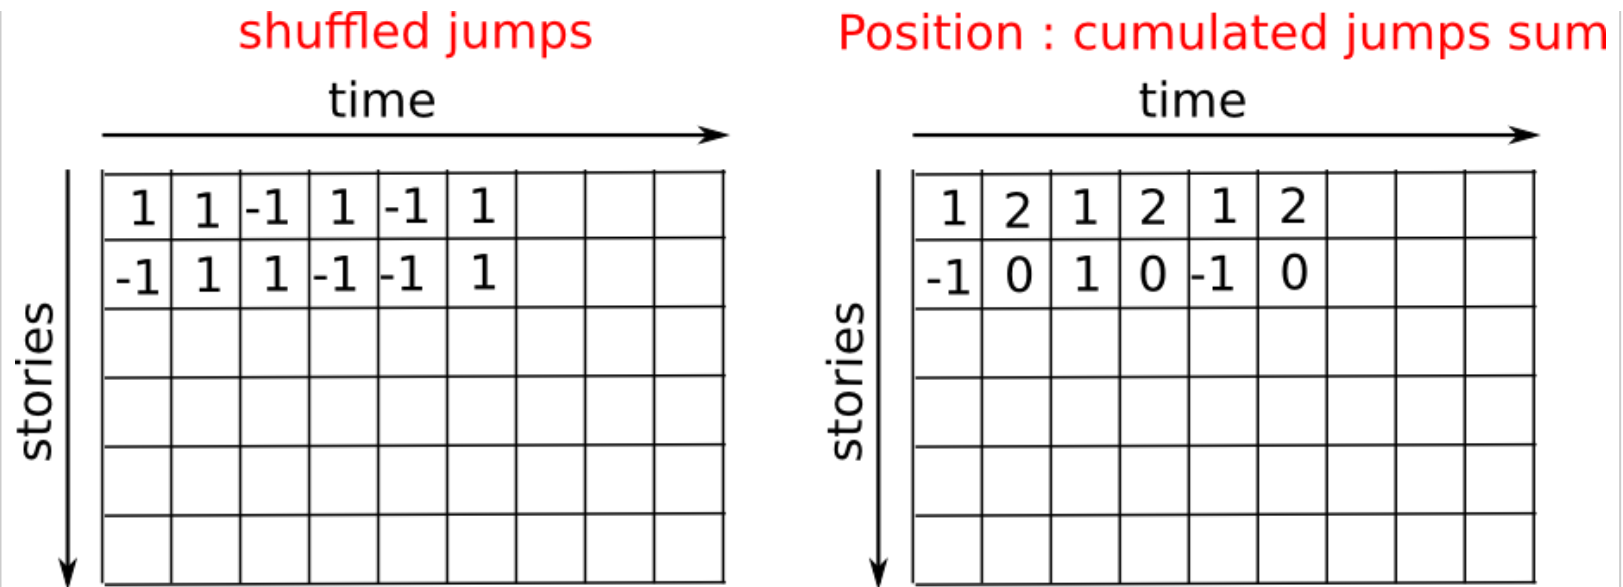 shuffled jumps
time
stories
1 1 -1 1 -1 1
-1 1 1 -1 -1 1
Position : cumulated jumps sum
time
stories
1 2 1 2 1 2
-1 0 1 0 -1 0